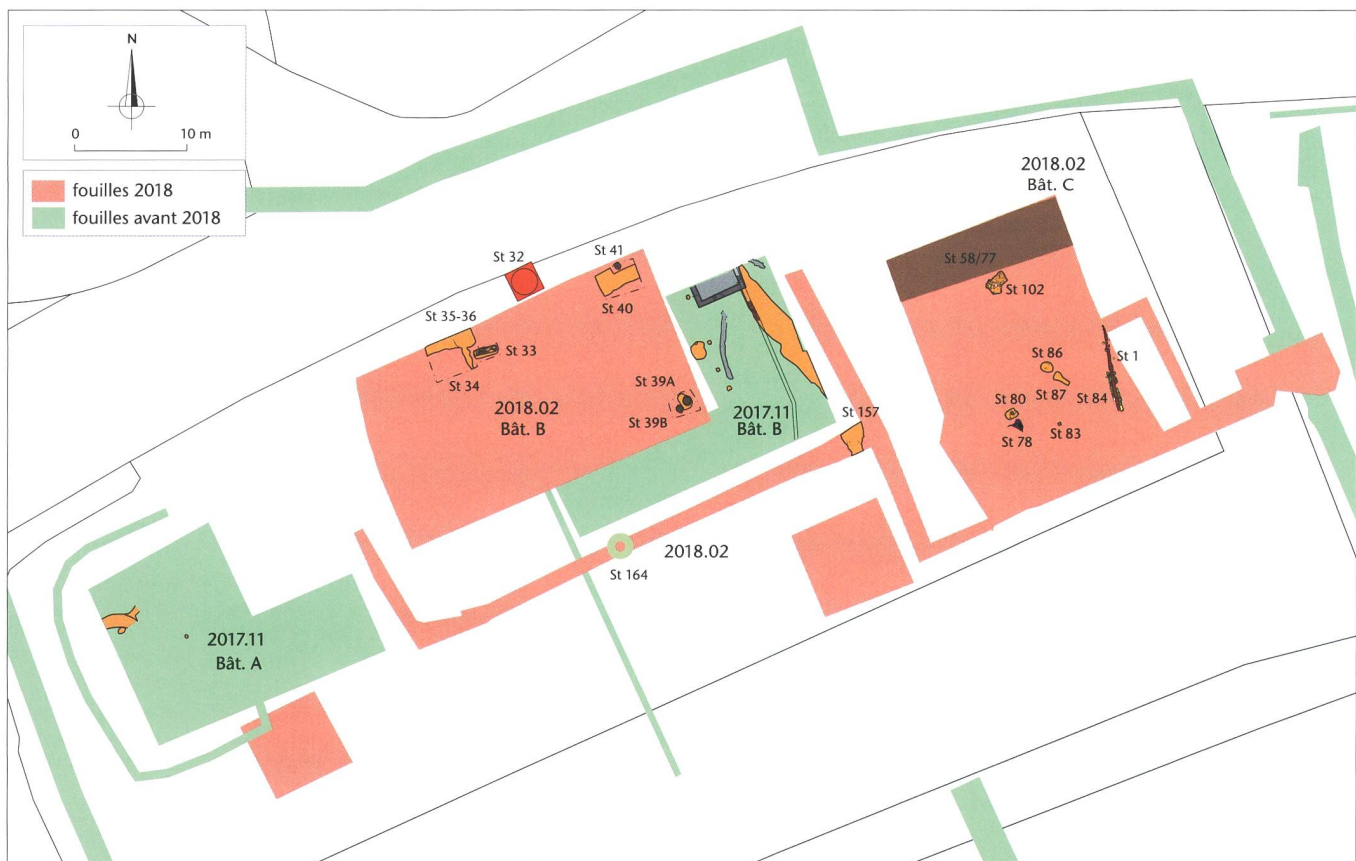 N
0 10 m
fouilles 2018
fouilles avant 2018
2018.02
Bât. C
St 32
St 41
St 58/77
St 40
St 102
St 35-36
St 33
St 34
St 39A
St 39B
2018.02
Bât. B
2017.11
Bât. B
St 157
St 86
St 1
St 87
St 84
St 80
St 78
St 83
2018.02
St 164
2017.11
Bât. A